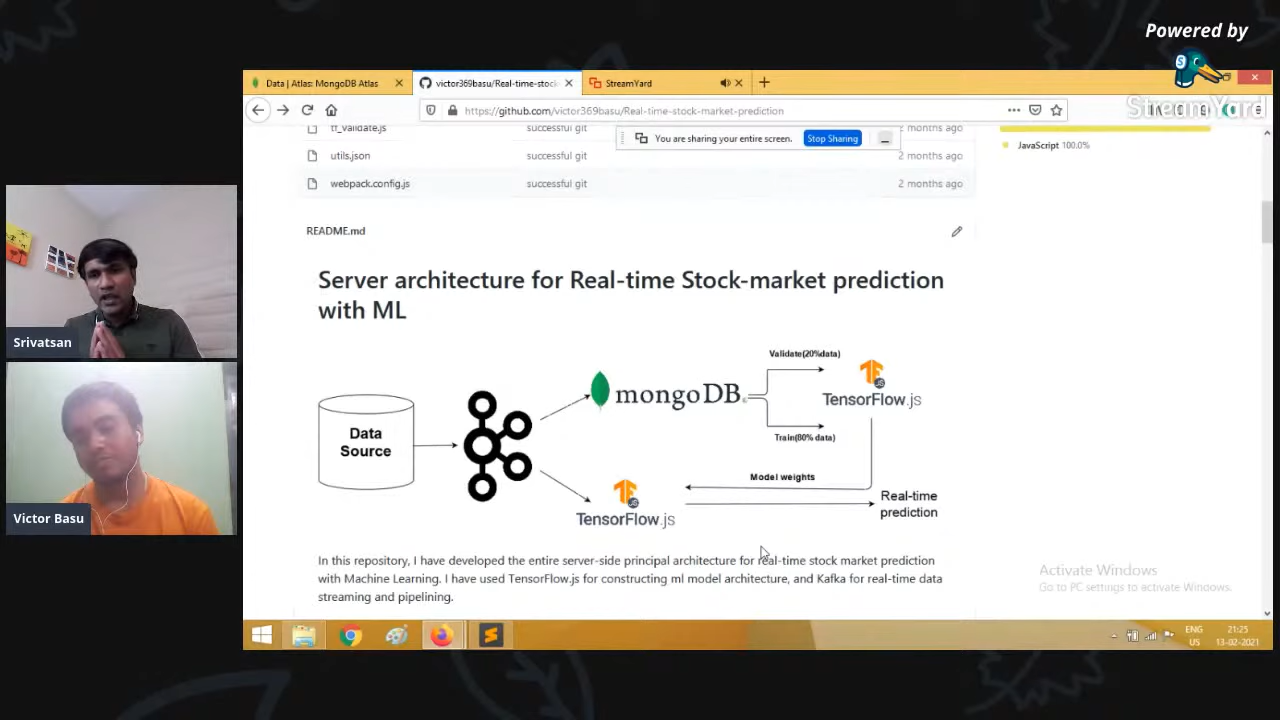 Powered by
Data | Atlas: MongoDB Atlas
victor369basu/Real-time-stock
StreamYard
StreamYard
https://github.com/victor369basu/Real-time-stock-market-prediction
You are sharing your entire screen.
Stop Sharing
tf_validate.js successful git 2 months ago
utils.json successful git 2 months ago
webpack.config.js successful git 2 months ago
JavaScript 100.0%
README.md
Server architecture for Real-time Stock-market prediction
with ML
Data
Source
mongoDB
Validate(20%data)
Train(80% data)
TensorFlow.js
TensorFlow.js
Model weights
Real-time
prediction
In this repository, I have developed the entire server-side principal architecture for real-time stock market prediction
with Machine Learning. I have used TensorFlow.js for constructing ml model architecture, and Kafka for real-time data
streaming and pipelining.
Activate Windows
Go to PC settings to activate Windows.
ENG
US
21:25
13-02-2021
Srivatsan
Victor Basu